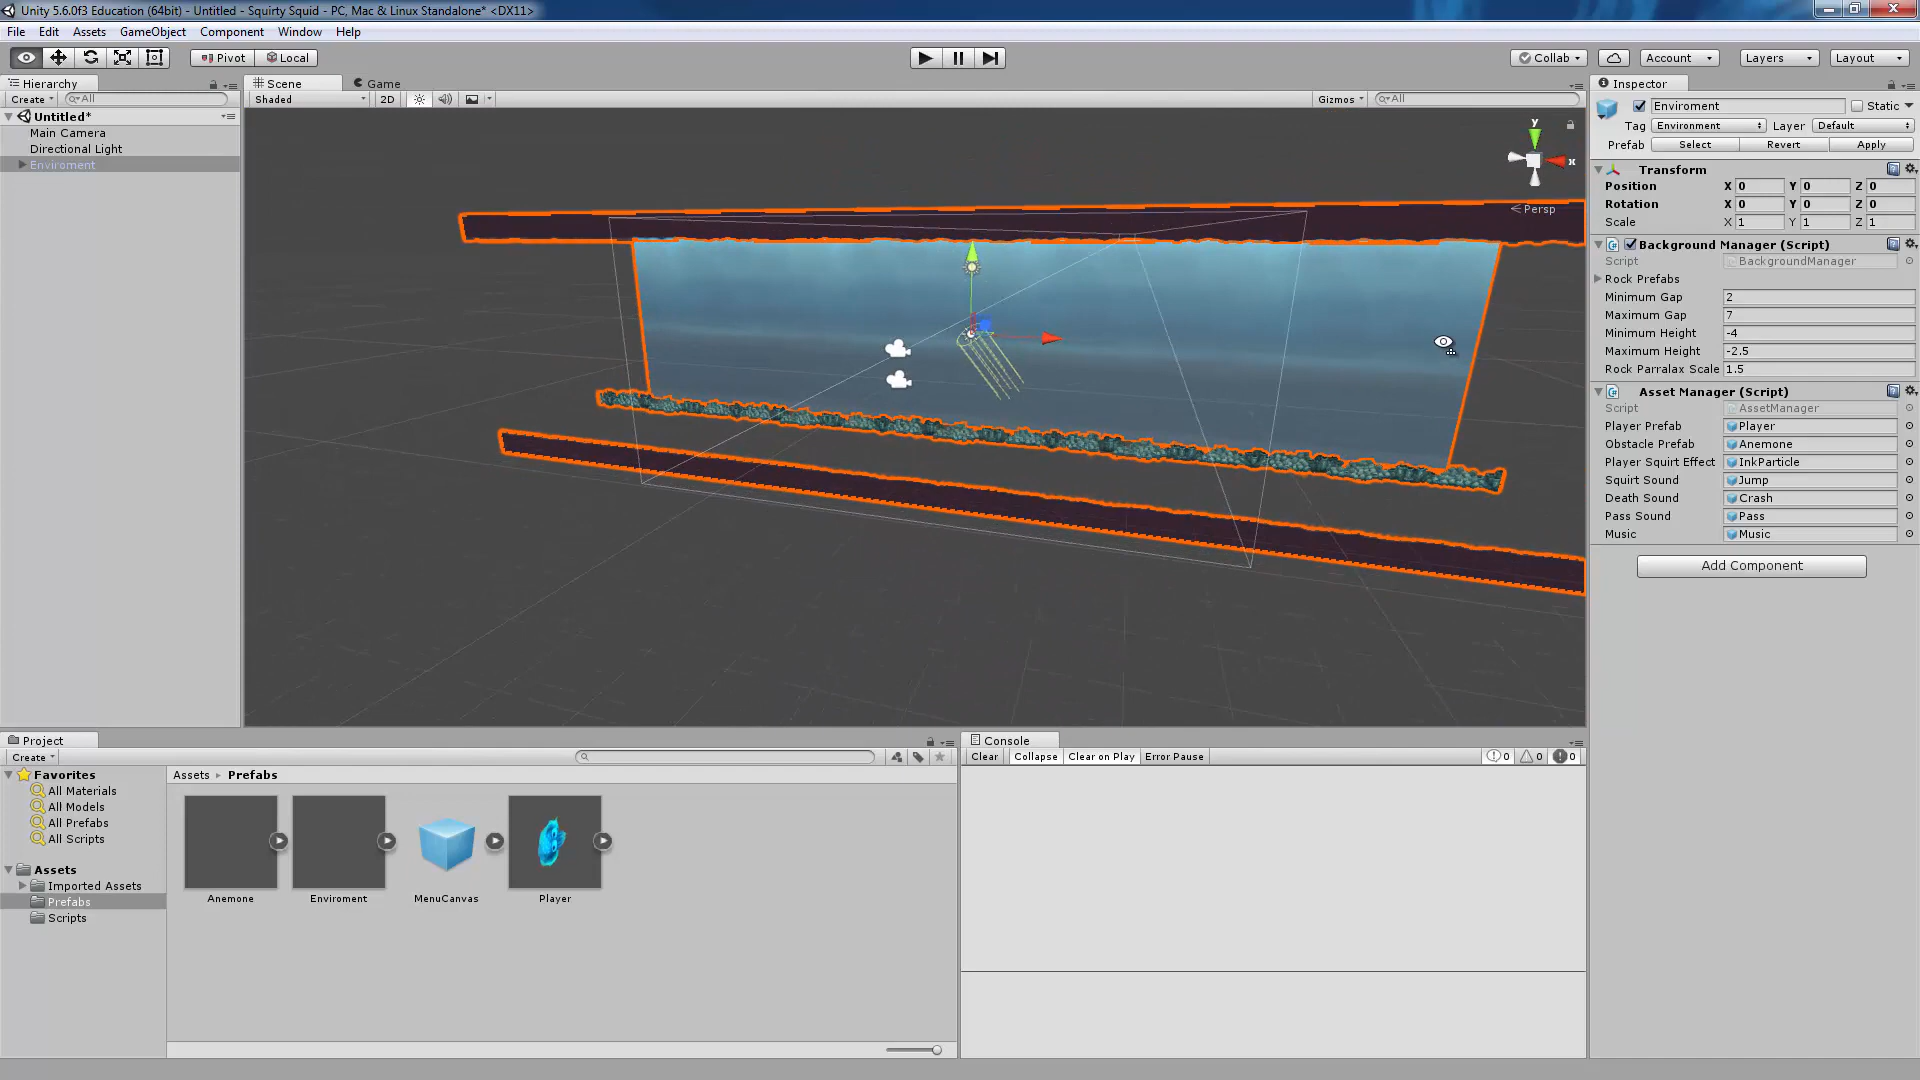 Unity 5.6.0f3 Education (64bit) - Untitled - Squirty Squid - PC, Mac & Linux Standalone* <DX11>
File Edit Assets GameObject Component Window Help
Pivot Local Collab Account Layers Layout
Hierarchy
Create All
Untitled*
Main Camera
Directional Light
Enviroment
Scene Game
Shaded 2D Gizmos All
y
x
Persp
Inspector
Enviroment Static
Tag Environment Layer Default
Prefab Select Revert Apply
Transform
Position X 0 Y 0 Z 0
Rotation X 0 Y 0 Z 0
Scale X 1 Y 1 Z 1
Background Manager (Script)
Script BackgroundManager
Rock Prefabs
Minimum Gap 2
Maximum Gap 7
Minimum Height -4
Maximum Height -2.5
Rock Parralax Scale 1.5
Asset Manager (Script)
Script AssetManager
Player Prefab Player
Obstacle Prefab Anemone
Player Squirt Effect InkParticle
Squirt Sound Jump
Death Sound Crash
Pass Sound Pass
Music Music
Add Component
Project
Create
Favorites
All Materials
All Models
All Prefabs
All Scripts
Assets
Imported Assets
Prefabs
Scripts
Assets Prefabs
Anemone Enviroment MenuCanvas Player
Console
Clear Collapse Clear on Play Error Pause 0 0 0